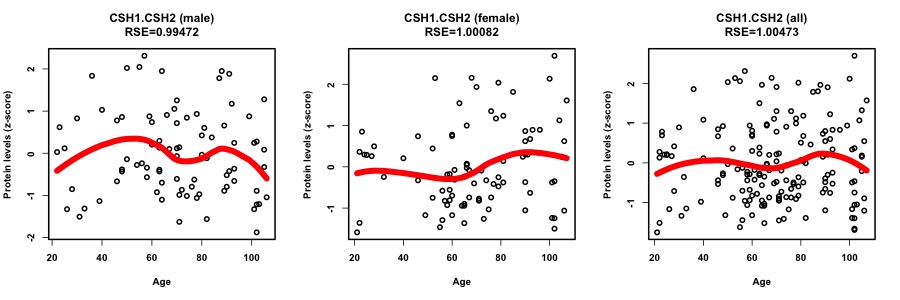 CSH1.CSH2 (male)
RSE=0.99472
Protein levels (z-score)
2
1
0
-1
-2
20 40 60 80 100
Age
CSH1.CSH2 (female)
RSE=1.00082
Protein levels (z-score)
2
1
0
-1
20 40 60 80 100
Age
CSH1.CSH2 (all)
RSE=1.00473
Protein levels (z-score)
2
1
0
-1
20 40 60 80 100
Age